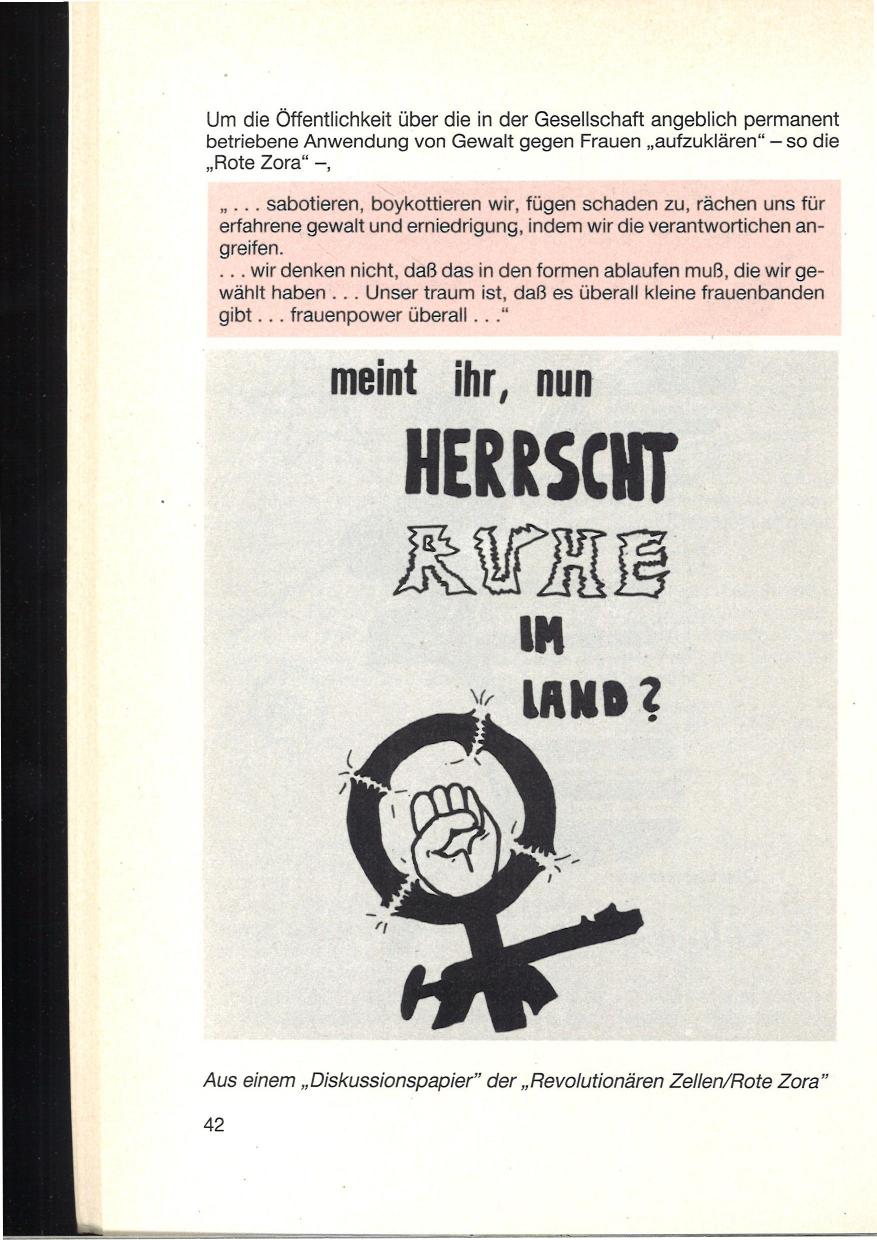 Um die Öffentlichkeit über die in der Gesellschaft angeblich permanent
betriebene Anwendung von Gewalt gegen Frauen „aufzuklären“ – so die
„Rote Zora“ –,
„ . . . sabotieren, boykottieren wir, fügen schaden zu, rächen uns für
erfahrene gewalt und erniedrigung, indem wir die verantwortichen an-
greifen.
. . . wir denken nicht, daß das in den formen ablaufen muß, die wir ge-
wählt haben . . . Unser traum ist, daß es überall kleine frauenbanden
gibt . . . frauenpower überall . . .“
meint ihr, nun
HERRSCHT
RUHE
IM
LAND?
Aus einem „Diskussionspapier” der „Revolutionären Zellen/Rote Zora”
42